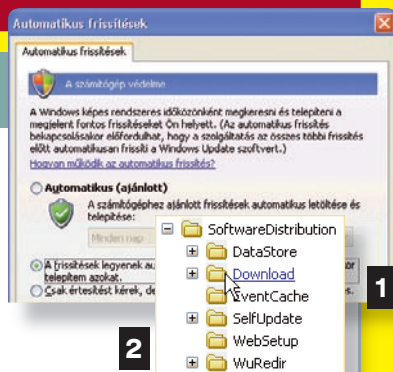 Automatikus frissítések
Automatikus frissítések
A számítógép védelme
A Windows képes rendszeres időközönként megkeresni és telepíteni a
megjelent fontos frissítéseket Ön helyett. (Az automatikus frissítés
bekapcsolásakor előfordulhat, hogy a szolgáltatás az összes többi frissítés
előtt automatikusan frissíti a Windows Update szoftvert.)
Hogyan működik az automatikus frissítés?
Automatikus (ajánlott)
A számítógéphez ajánlott frissítések automatikus letöltése és
telepítése:
Minden nap
A frissítések legyenek au
telepítem azokat.
Csak értesítést kérek, de
SoftwareDistribution
DataStore
Download
EventCache
SelfUpdate
WebSetup
WuRedir
1
2